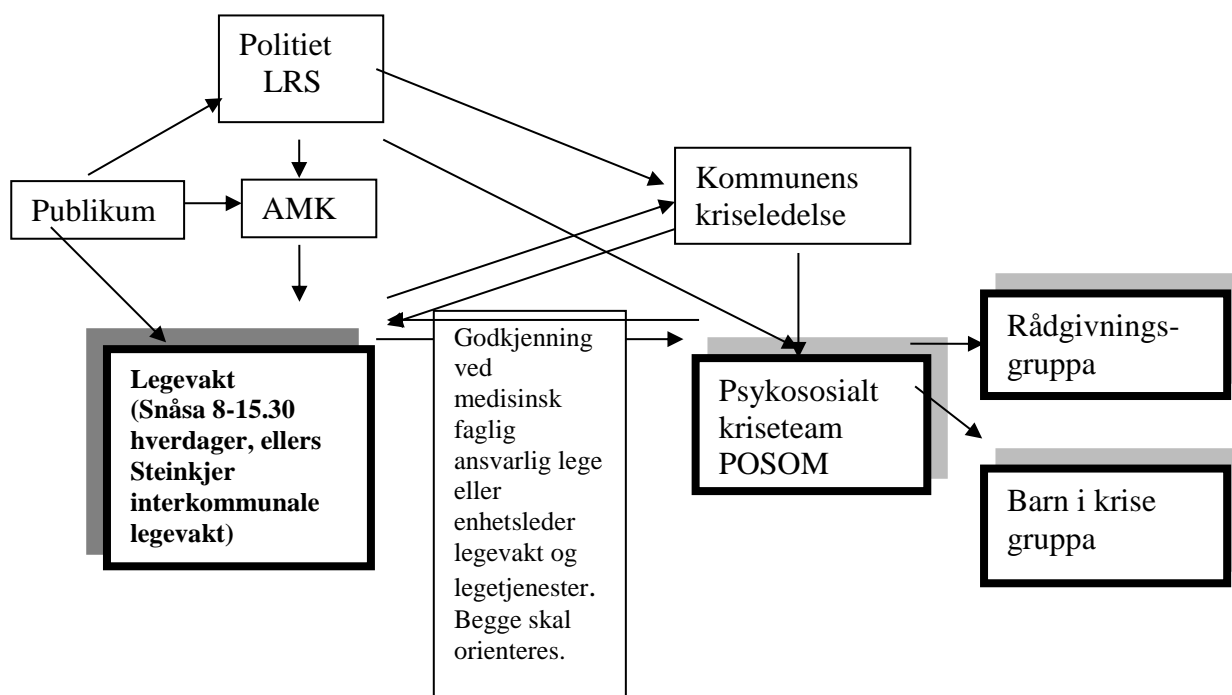 Politiet
LRS
Publikum
AMK
Kommunens
kriseledelse
Legevakt
(Snåsa 8-15.30
hverdager, ellers
Steinkjer
interkommunale
legevakt)
Godkjenning
ved
medisinsk
faglig
ansvarlig lege
eller
enhetsleder
legevakt og
legetjenester.
Begge skal
orienteres.
Psykososialt
kriseteam
POSOM
Rådgivnings-
gruppa
Barn i krise
gruppa